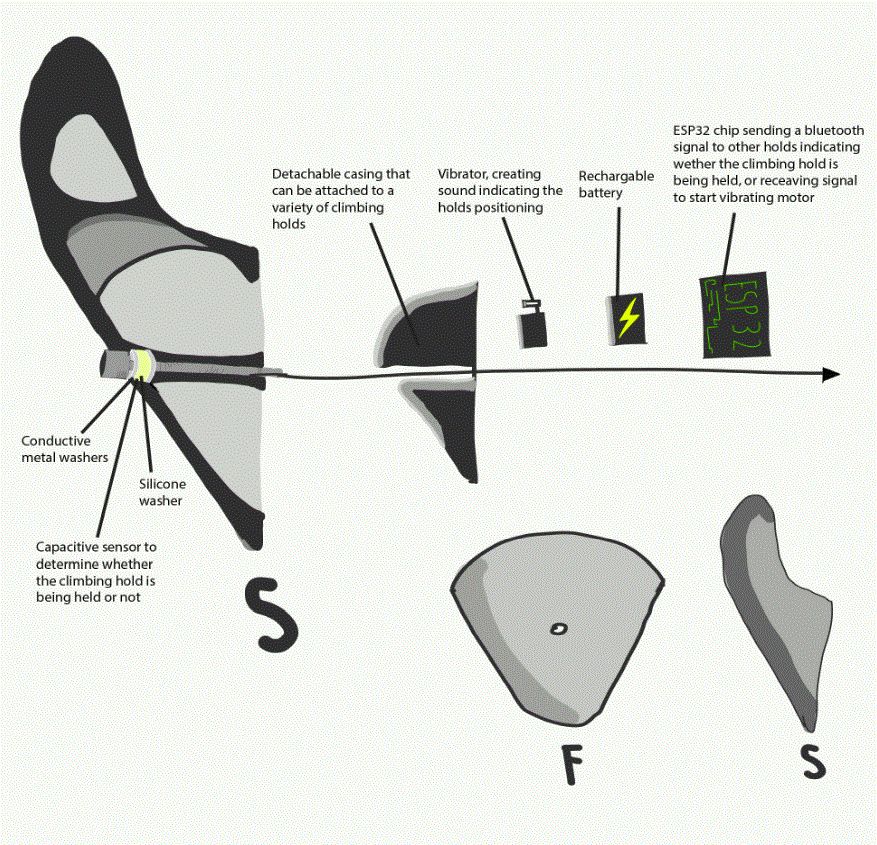 Detachable casing that
can be attached to a
variety of climbing
holds
Vibrator, creating
sound indicating the
holds positioning
Rechargable
battery
ESP32 chip sending a bluetooth
signal to other holds indicating
wether the climbing hold is
being held, or receaving signal
to start vibrating motor
ESP 32
Conductive
metal washers
Silicone
washer
Capacitive sensor to
determine whether
the climbing hold is
being held or not
S
F
S